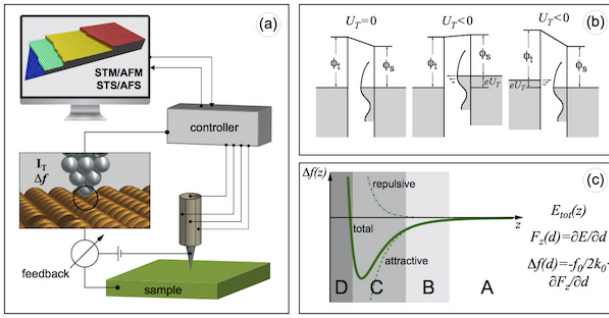 (a)
STM/AFM
STS/AFS
controller
I_T
Δf
feedback
sample
(b)
U_T=0
U_T<0
U_T<0
ϕ_t
ϕ_s
ϕ_t
ϕ_s
eU_T
ϕ_t
ϕ_s
eU_T
(c)
Δf(z)
repulsive
z
total
attractive
D
C
B
A
E_tot(z)
F_z(d)=∂E/∂d
Δf(d)=-f_0/2k_0·
∂F_z/∂d